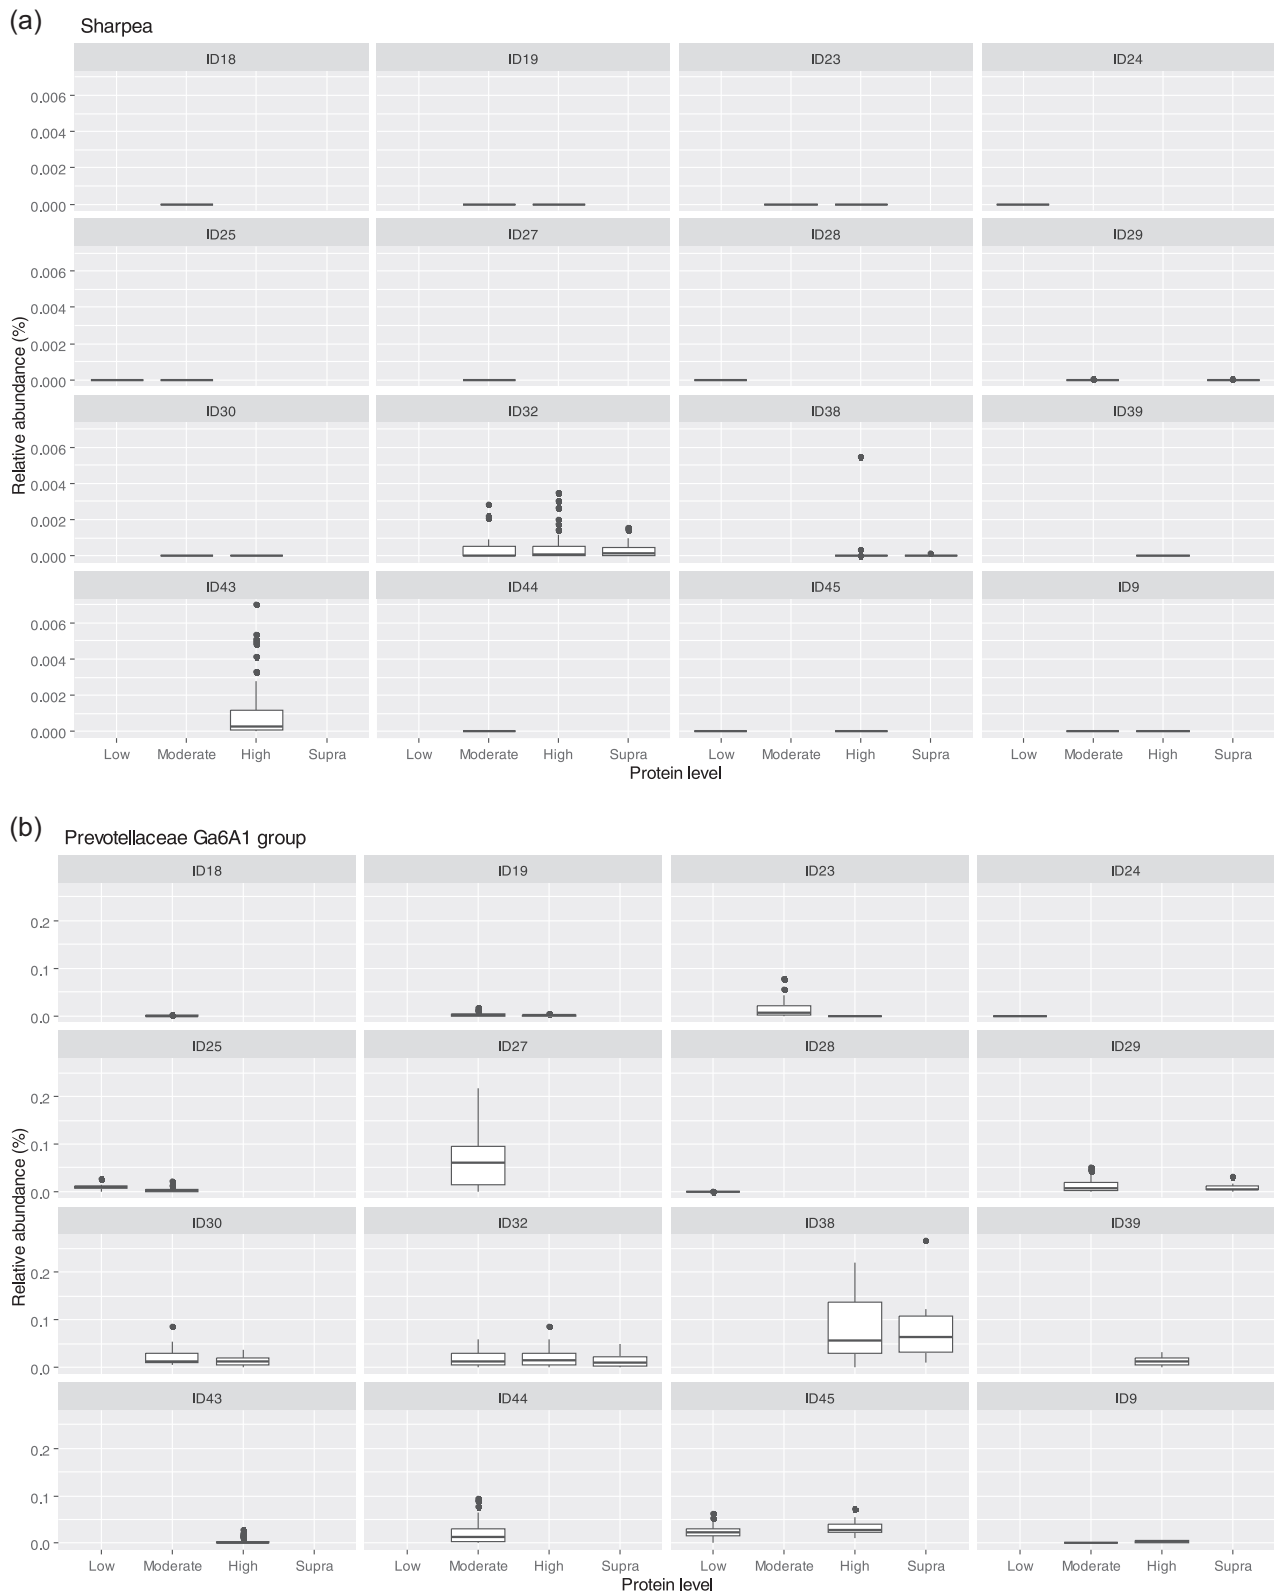 (a) Sharpea
ID18 ID19 ID23 ID24
0.006
0.004
0.002
0.000
ID25 ID27 ID28 ID29
0.006
0.004
0.002
0.000
Relative abundance (%)
ID30 ID32 ID38 ID39
0.006
0.004
0.002
0.000
ID43 ID44 ID45 ID9
0.006
0.004
0.002
0.000
Low Moderate High Supra Low Moderate High Supra Low Moderate High Supra Low Moderate High Supra
Protein level
(b) Prevotellaceae Ga6A1 group
ID18 ID19 ID23 ID24
0.2
0.1
0.0
ID25 ID27 ID28 ID29
0.2
0.1
0.0
Relative abundance (%)
ID30 ID32 ID38 ID39
0.2
0.1
0.0
ID43 ID44 ID45 ID9
0.2
0.1
0.0
Low Moderate High Supra Low Moderate High Supra Low Moderate High Supra Low Moderate High Supra
Protein level